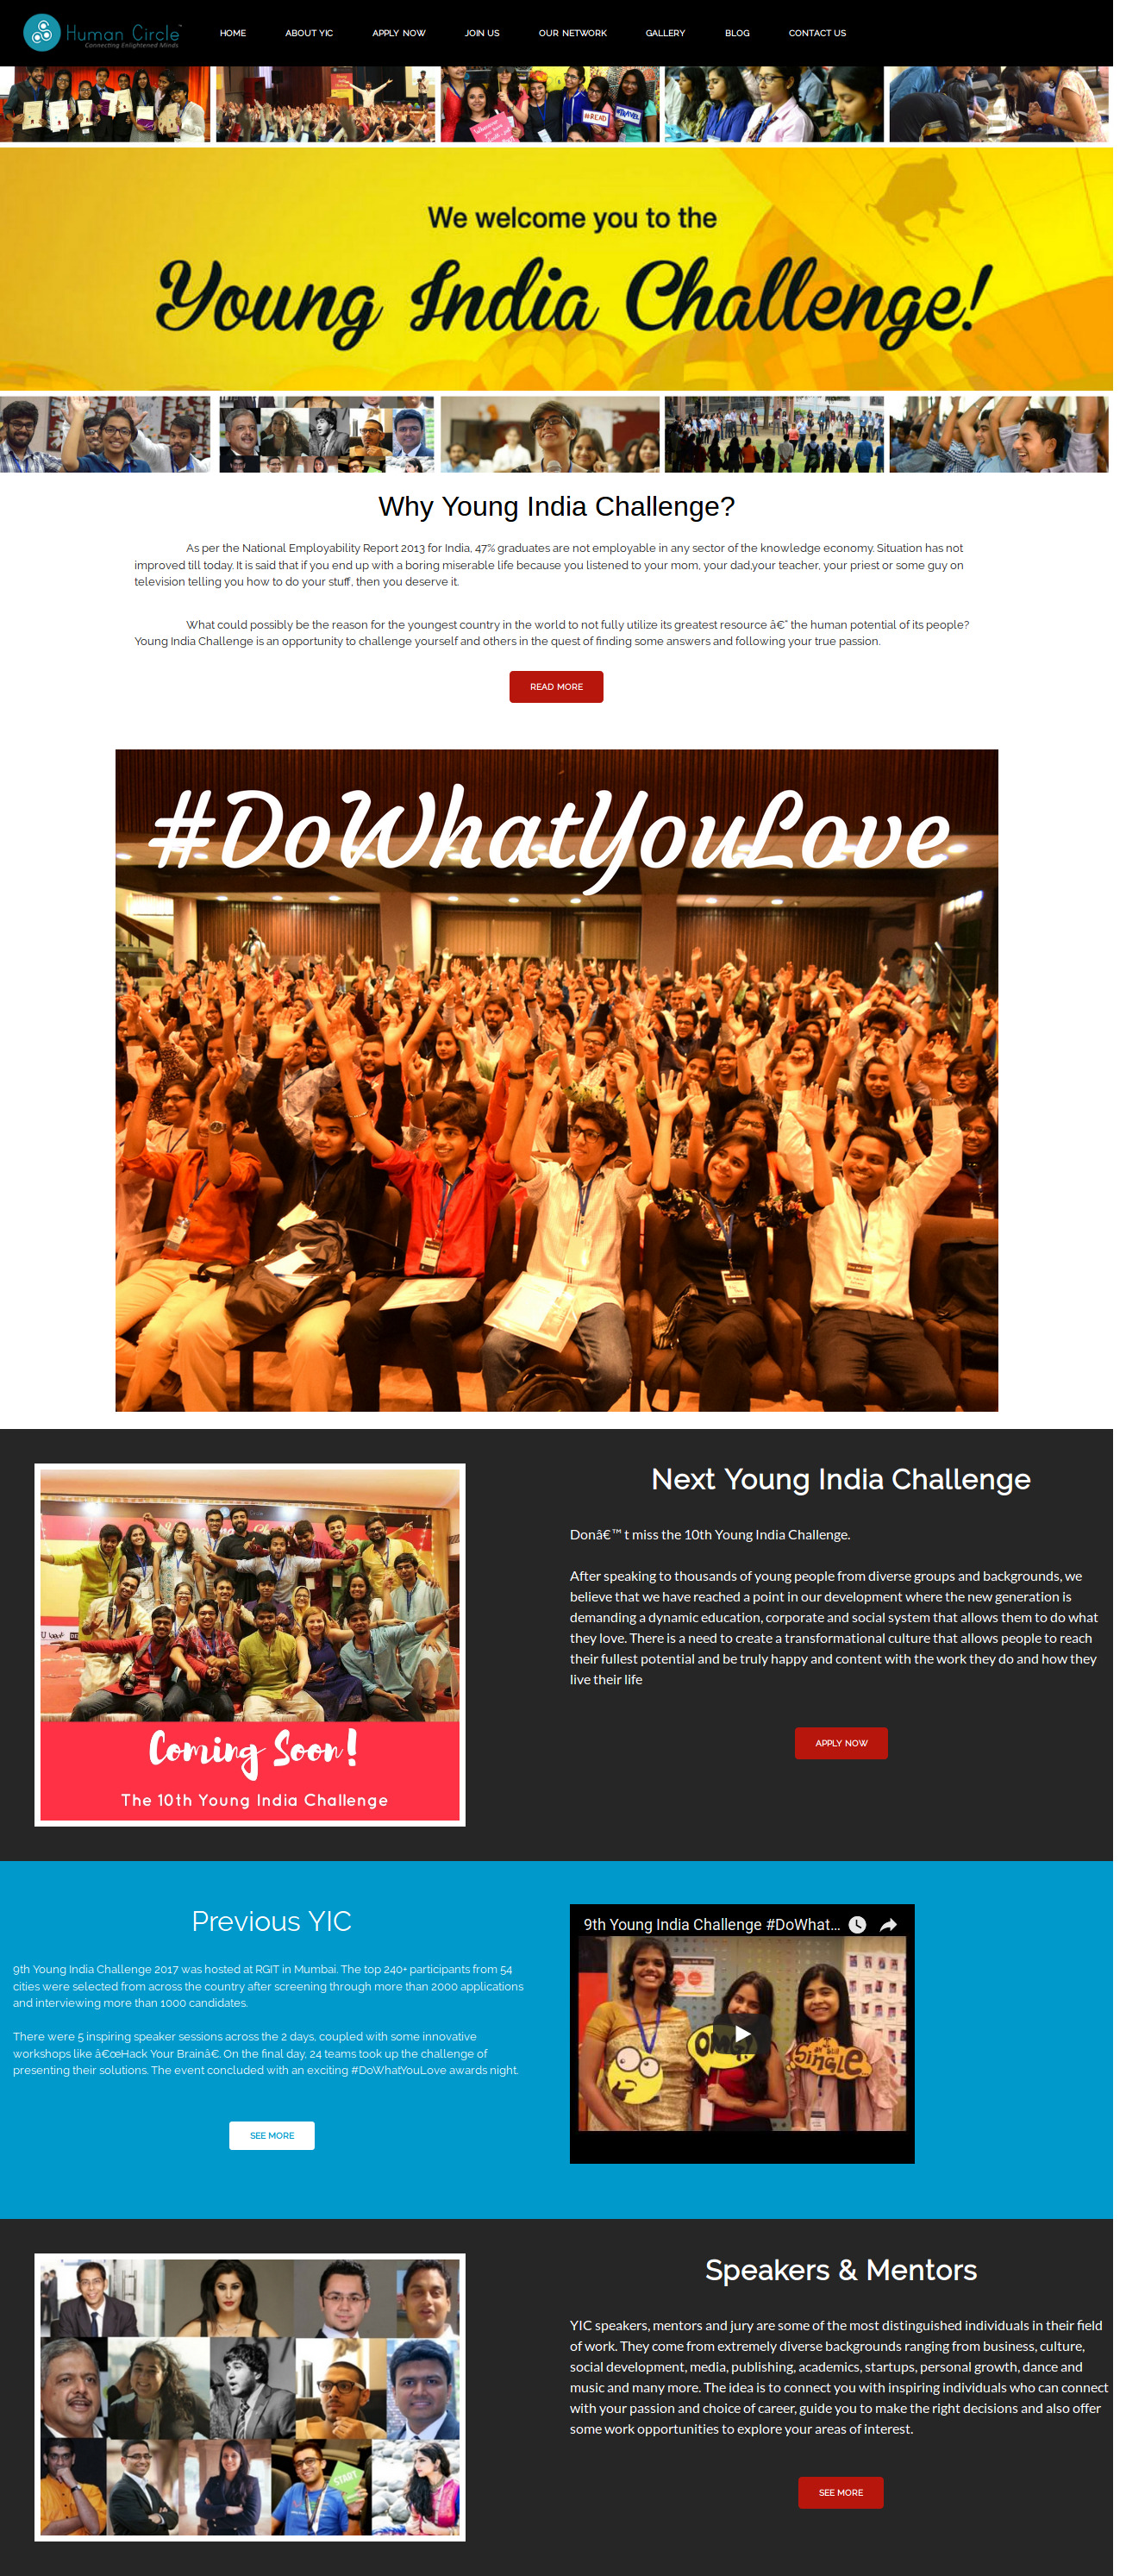 Human Circle
Connecting Enlightened Minds
HOME
ABOUT YIC
APPLY NOW
JOIN US
OUR NETWORK
GALLERY
BLOG
CONTACT US
#READ
#TRAVEL
We welcome you to the
Young India Challenge!
Why Young India Challenge?
As per the National Employability Report 2013 for India, 47% graduates are not employable in any sector of the knowledge economy. Situation has not
improved till today. It is said that if you end up with a boring miserable life because you listened to your mom, your dad,your teacher, your priest or some guy on
television telling you how to do your stuff, then you deserve it.
What could possibly be the reason for the youngest country in the world to not fully utilize its greatest resource â€" the human potential of its people?
Young India Challenge is an opportunity to challenge yourself and others in the quest of finding some answers and following your true passion.
READ MORE
#DoWhatYouLove
Next Young India Challenge
Donâ€™ t miss the 10th Young India Challenge.
After speaking to thousands of young people from diverse groups and backgrounds, we
believe that we have reached a point in our development where the new generation is
demanding a dynamic education, corporate and social system that allows them to do what
they love. There is a need to create a transformational culture that allows people to reach
their fullest potential and be truly happy and content with the work they do and how they
live their life
APPLY NOW
Coming Soon!
The 10th Young India Challenge
Previous YIC
9th Young India Challenge 2017 was hosted at RGIT in Mumbai. The top 240+ participants from 54
cities were selected from across the country after screening through more than 2000 applications
and interviewing more than 1000 candidates.
There were 5 inspiring speaker sessions across the 2 days, coupled with some innovative
workshops like â€œHack Your Brainâ€. On the final day, 24 teams took up the challenge of
presenting their solutions. The event concluded with an exciting #DoWhatYouLove awards night.
SEE MORE
9th Young India Challenge #DoWhat...
OMG!
SINGLE
Speakers & Mentors
YIC speakers, mentors and jury are some of the most distinguished individuals in their field
of work. They come from extremely diverse backgrounds ranging from business, culture,
social development, media, publishing, academics, startups, personal growth, dance and
music and many more. The idea is to connect you with inspiring individuals who can connect
with your passion and choice of career, guide you to make the right decisions and also offer
some work opportunities to explore your areas of interest.
SEE MORE
START